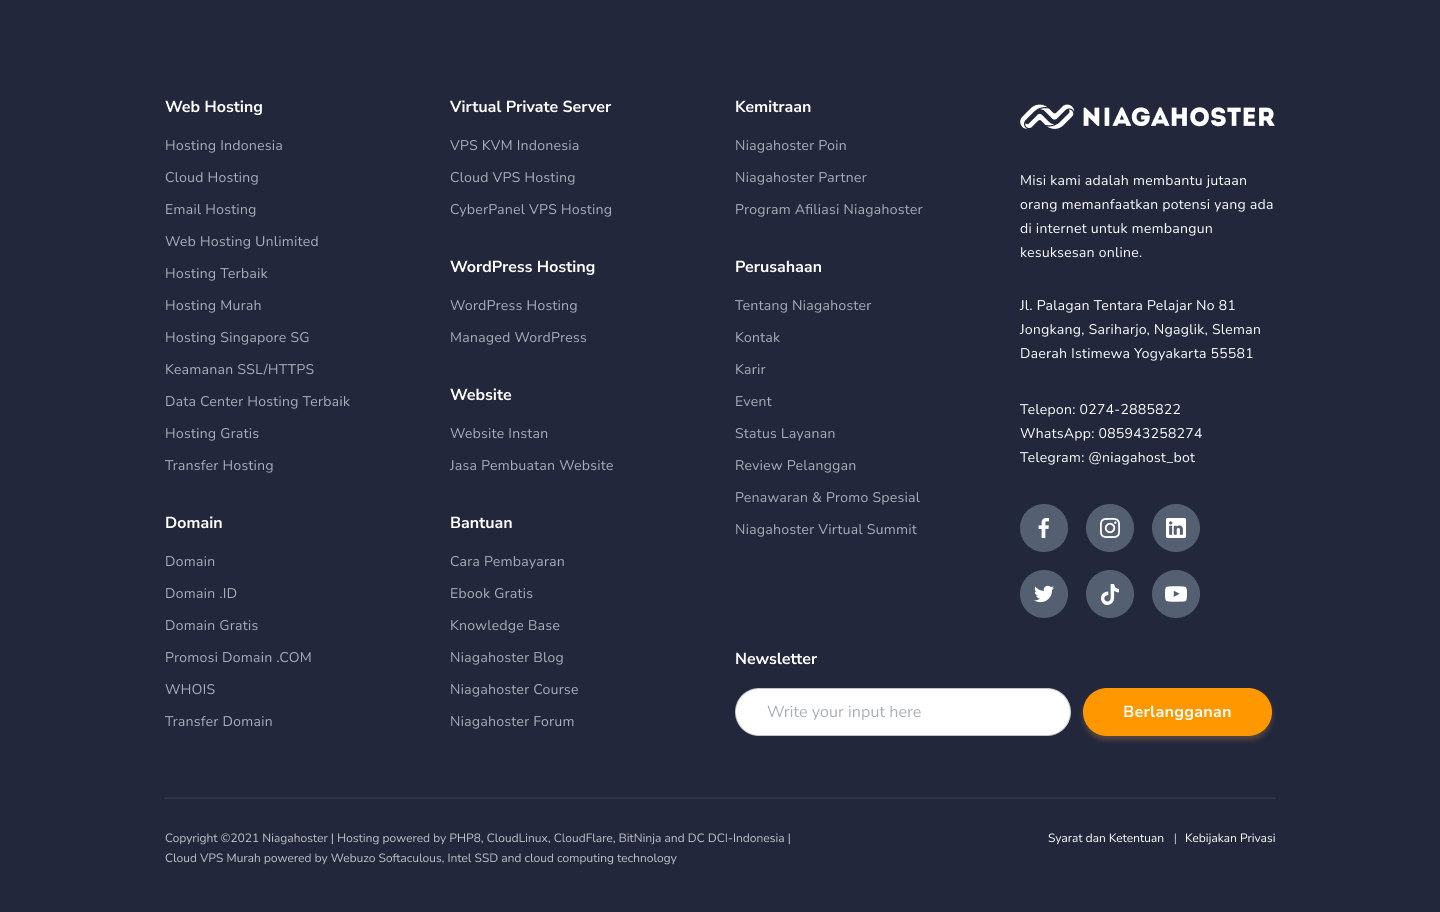 Web Hosting
Hosting Indonesia
Cloud Hosting
Email Hosting
Web Hosting Unlimited
Hosting Terbaik
Hosting Murah
Hosting Singapore SG
Keamanan SSL/HTTPS
Data Center Hosting Terbaik
Hosting Gratis
Transfer Hosting
Domain
Domain
Domain .ID
Domain Gratis
Promosi Domain .COM
WHOIS
Transfer Domain
Virtual Private Server
VPS KVM Indonesia
Cloud VPS Hosting
CyberPanel VPS Hosting
WordPress Hosting
WordPress Hosting
Managed WordPress
Website
Website Instan
Jasa Pembuatan Website
Bantuan
Cara Pembayaran
Ebook Gratis
Knowledge Base
Niagahoster Blog
Niagahoster Course
Niagahoster Forum
Kemitraan
Niagahoster Poin
Niagahoster Partner
Program Afiliasi Niagahoster
Perusahaan
Tentang Niagahoster
Kontak
Karir
Event
Status Layanan
Review Pelanggan
Penawaran & Promo Spesial
Niagahoster Virtual Summit
NIAGAHOSTER
Misi kami adalah membantu jutaan
orang memanfaatkan potensi yang ada
di internet untuk membangun
kesuksesan online.
Jl. Palagan Tentara Pelajar No 81
Jongkang, Sariharjo, Ngaglik, Sleman
Daerah Istimewa Yogyakarta 55581
Telepon: 0274-2885822
WhatsApp: 085943258274
Telegram: @niagahost_bot
Newsletter
Write your input here
Berlangganan
Copyright ©2021 Niagahoster | Hosting powered by PHP8, CloudLinux, CloudFlare, BitNinja and DC DCI-Indonesia |
Cloud VPS Murah powered by Webuzo Softaculous, Intel SSD and cloud computing technology
Syarat dan Ketentuan | Kebijakan Privasi